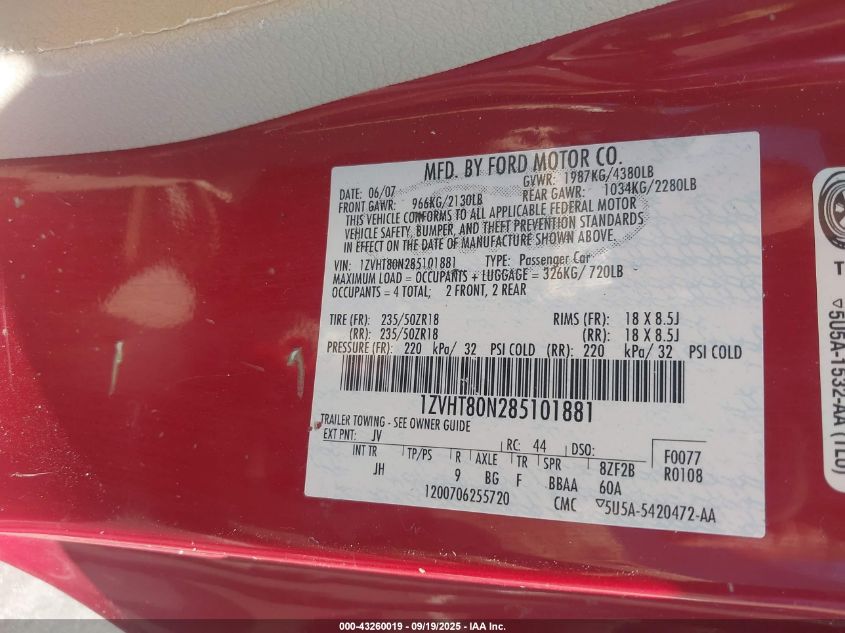 MFD. BY FORD MOTOR CO.
DATE: 06/07 GVWR: 1987KG/4380LB
FRONT GAWR: 966KG/2130LB REAR GAWR: 1034KG/2280LB
THIS VEHICLE CONFORMS TO ALL APPLICABLE FEDERAL MOTOR
VEHICLE SAFETY, BUMPER, AND THEFT PREVENTION STANDARDS
IN EFFECT ON THE DATE OF MANUFACTURE SHOWN ABOVE.
VIN: 1ZVHT80N285101881 TYPE: Passenger Car
MAXIMUM LOAD = OCCUPANTS + LUGGAGE = 326KG/ 720LB
OCCUPANTS = 4 TOTAL; 2 FRONT, 2 REAR
TIRE (FR): 235/50ZR18 RIMS (FR): 18 X 8.5J
(RR): 235/50ZR18 (RR): 18 X 8.5J
PRESSURE (FR): 220 kPa/ 32 PSI COLD (RR): 220 kPa/ 32 PSI COLD
1ZVHT80N285101881
TRAILER TOWING - SEE OWNER GUIDE
EXT PNT: JV RC: 44 DSO: F0077
INT TR TP/PS R AXLE TR SPR 8ZF2B R0108
JH 9 BG F BBAA 60A
1200706255720 CMC ▽5U5A-5420472-AA
▽5U5A-1532-AA (TEO)
000-43260019 - 09/19/2025 - IAA Inc.